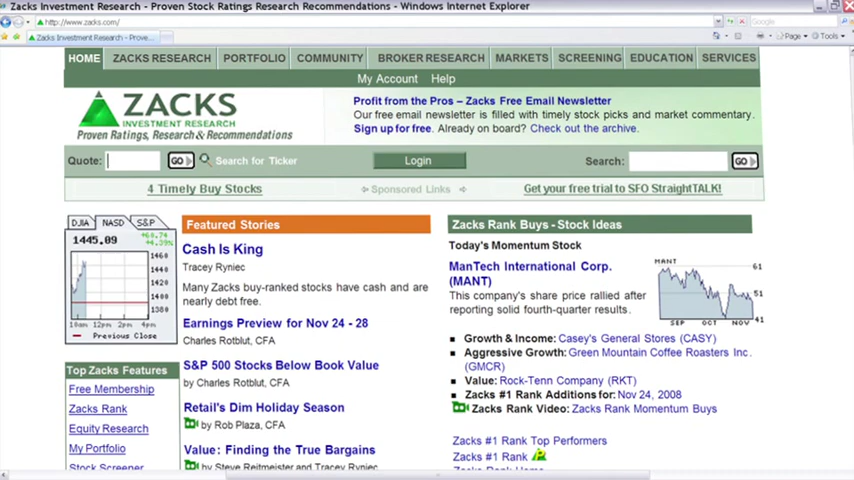 Zacks Investment Research - Proven Stock Ratings Research Recommendations - Windows Internet Explorer
http://www.zacks.com/
Google
Zacks Investment Research - Prove...
Page
Tools
HOME ZACKS RESEARCH PORTFOLIO COMMUNITY BROKER RESEARCH MARKETS SCREENING EDUCATION SERVICES
My Account Help
ZACKS
INVESTMENT RESEARCH
Proven Ratings, Research & Recommendations
Profit from the Pros – Zacks Free Email Newsletter
Our free email newsletter is filled with timely stock picks and market commentary.
Sign up for free. Already on board? Check out the archive.
Quote: GO Search for Ticker Login Search: GO
4 Timely Buy Stocks Sponsored Links Get your free trial to SFO StraightTALK!
DJIA NASD S&P
1445.09
+60.74
+4.39%
1460
1440
1420
1400
1380
10am 12pm 2pm 4pm
Previous Close
Top Zacks Features
Free Membership
Zacks Rank
Equity Research
My Portfolio
Stock Screener
Featured Stories
Cash Is King
Tracey Ryniec
Many Zacks buy-ranked stocks have cash and are
nearly debt free.
Earnings Preview for Nov 24 - 28
Charles Rotblut, CFA
S&P 500 Stocks Below Book Value
by Charles Rotblut, CFA
Retail's Dim Holiday Season
by Rob Plaza, CFA
Value: Finding the True Bargains
by Steve Reitmeister and Tracey Ryniec
Zacks Rank Buys - Stock Ideas
Today's Momentum Stock
ManTech International Corp.
(MANT)
This company's share price rallied after
reporting solid fourth-quarter results.
MANT
61
51
41
SEP OCT NOV
Growth & Income: Casey's General Stores (CASY)
Aggressive Growth: Green Mountain Coffee Roasters Inc.
(GMCR)
Value: Rock-Tenn Company (RKT)
Zacks #1 Rank Additions for: Nov 24, 2008
Zacks Rank Video: Zacks Rank Momentum Buys
Zacks #1 Rank Top Performers
Zacks #1 Rank
Zacks Rank Home